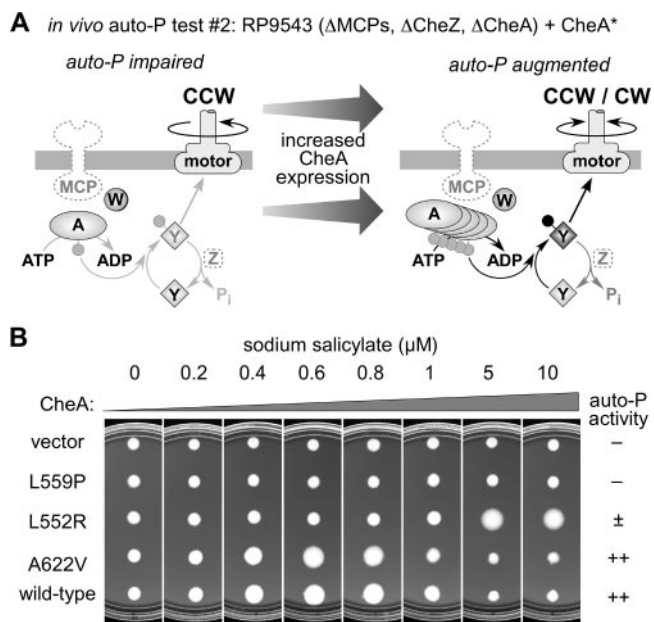 A in vivo auto-P test #2: RP9543 (ΔMCPs, ΔCheZ, ΔCheA) + CheA*
auto-P impaired
auto-P augmented
CCW
increased
CheA
expression
CCW / CW
motor
motor
MCP
W
MCP
W
A
A
ATP
ADP
Y
Z
Y
Pi
ATP
ADP
Y
Z
Y
Pi
B
sodium salicylate (µM)
0 0.2 0.4 0.6 0.8 1 5 10
CheA:
auto-P
activity
vector –
L559P –
L552R ±
A622V ++
wild-type ++